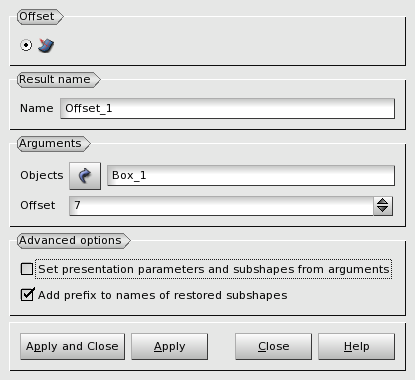 Offset
Result name
Name Offset_1
Arguments
Objects Box_1
Offset 7
Advanced options
Set presentation parameters and subshapes from arguments
Add prefix to names of restored subshapes
Apply and Close Apply Close Help